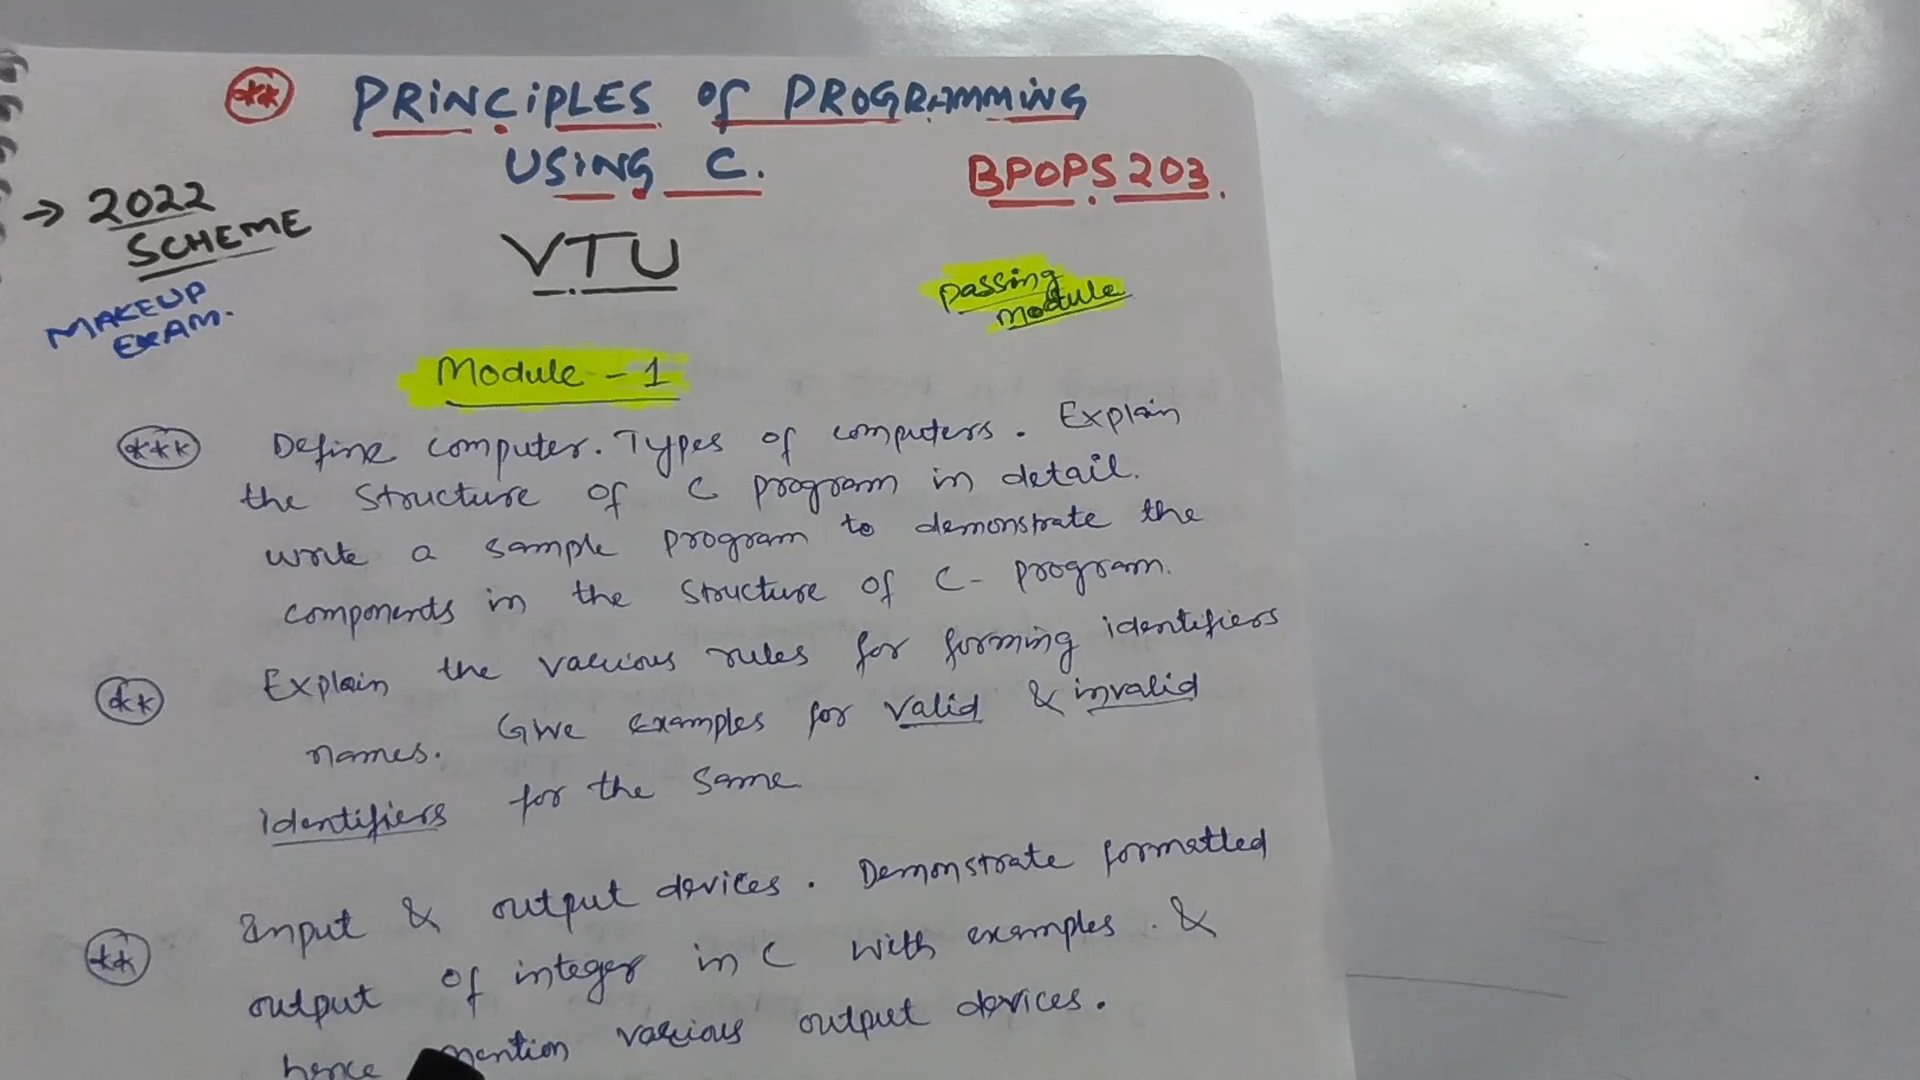 ** PRINCIPLES OF PROGRAMMING
USING C.
BPOPS203.
→ 2022
SCHEME
VTU
MAKEUP
EXAM.
passing
module
Module - 1
*** Define computer. Types of computers. Explain
the structure of C program in detail.
write a sample program to demonstrate the
components in the structure of C- program.
** Explain the various rules for forming identifiers
names. Give examples for valid & invalid
identifiers for the same
** Input & output devices. Demonstrate formatted
output of integer in C with examples. &
hence mention various output devices.